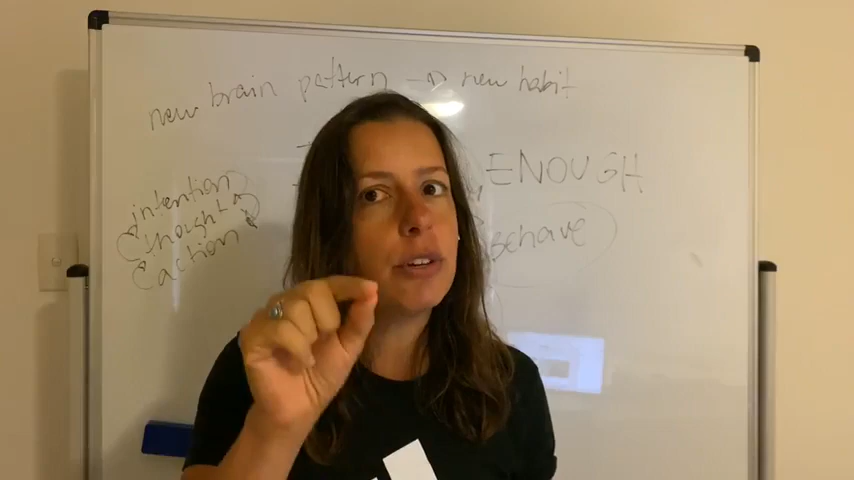 new brain pattern → new habit
ENOUGH
intention
thought
action
Behave